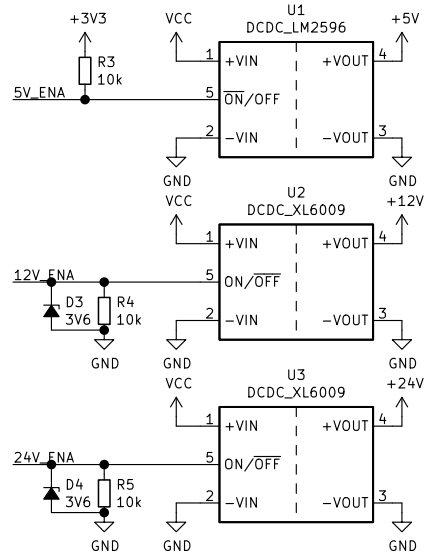 U1
+3V3 VCC DCDC_LM2596 +5V
1 +VIN +VOUT 4
R3
10k
5V_ENA 5 ON/OFF
2 -VIN -VOUT 3
GND GND
U2
VCC DCDC_XL6009 +12V
1 +VIN +VOUT 4
12V_ENA 5 ON/OFF
D3 R4
3V6 10k
2 -VIN -VOUT 3
GND GND GND
U3
VCC DCDC_XL6009 +24V
1 +VIN +VOUT 4
24V_ENA 5 ON/OFF
D4 R5
3V6 10k
2 -VIN -VOUT 3
GND GND GND